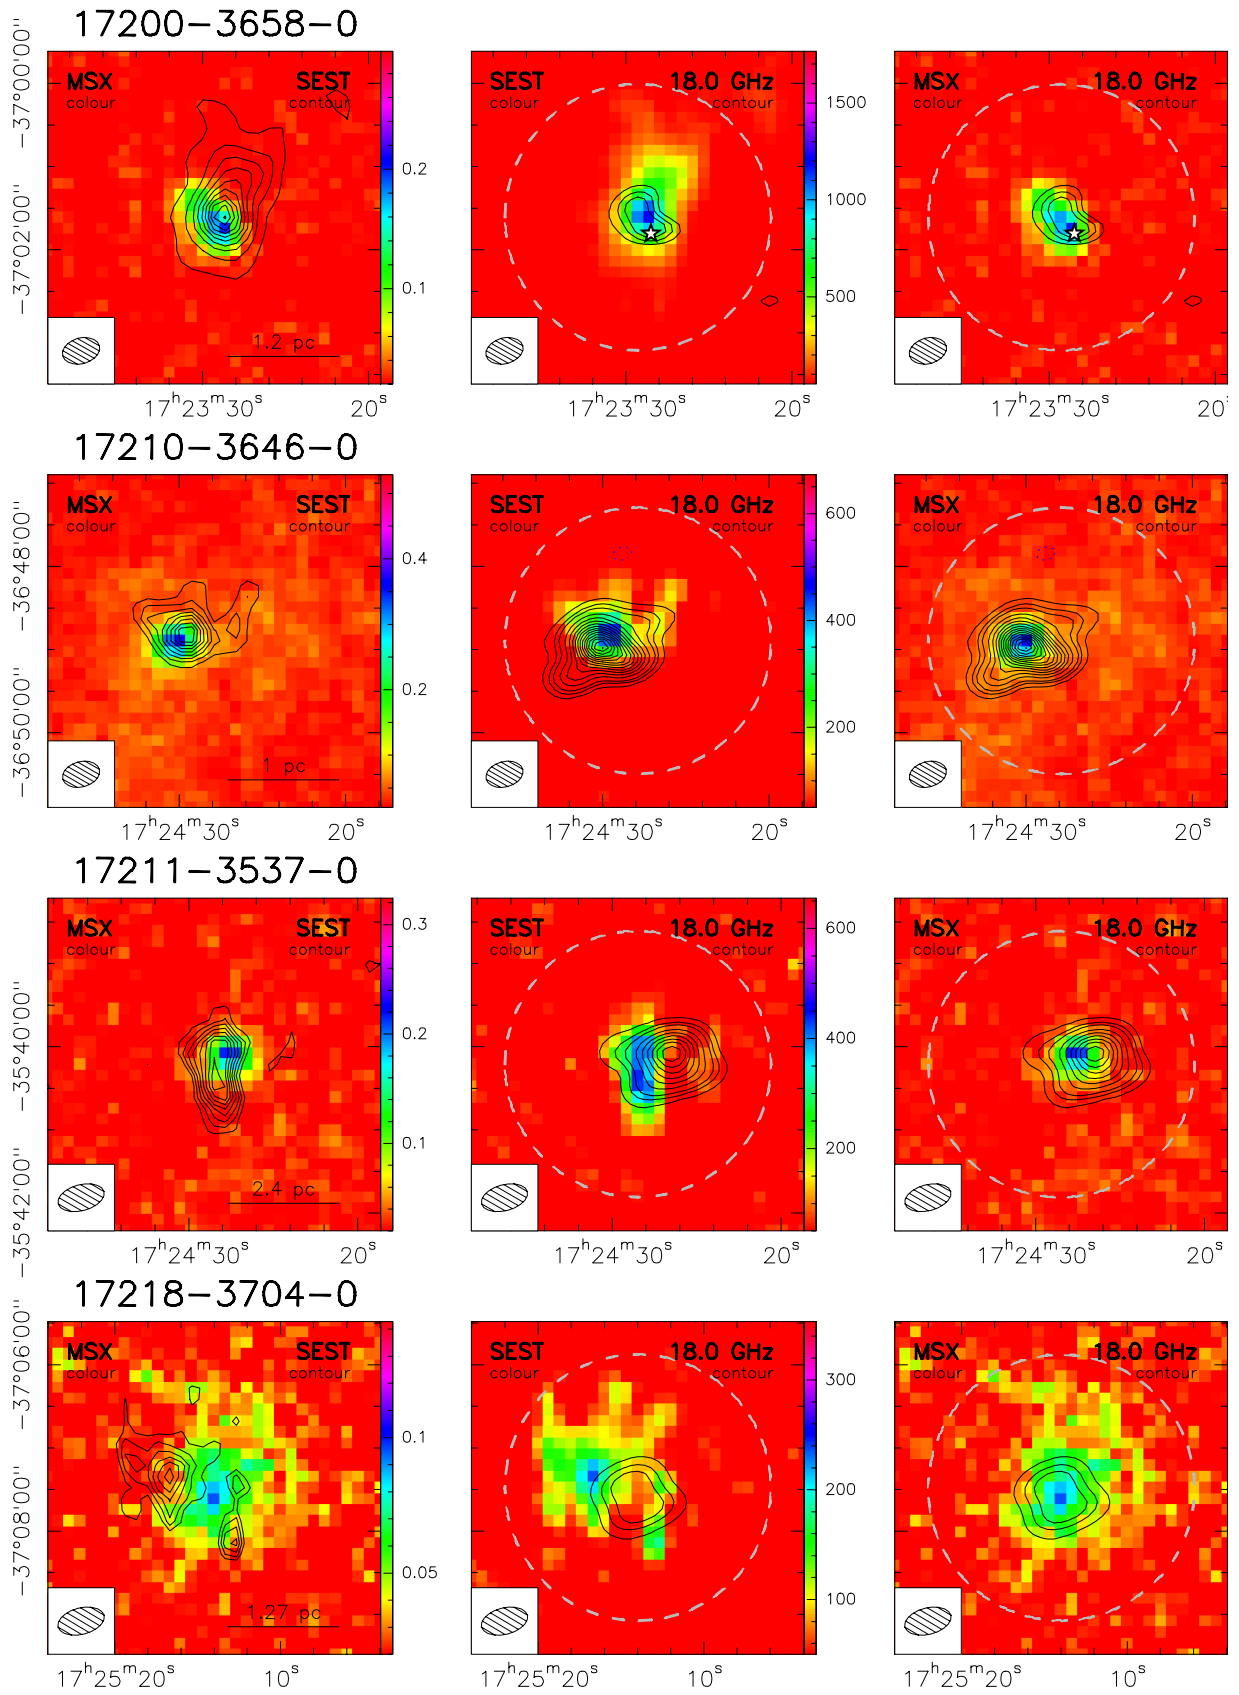 17200-3658-0
MSX SEST SEST 18.0 GHz MSX 18.0 GHz
colour contour colour contour colour contour
−37°00'00"
−37°02'00"
0.2
0.1
1500
1000
500
1.2 pc
17ʰ23ᵐ30ˢ 20ˢ 17ʰ23ᵐ30ˢ 20ˢ 17ʰ23ᵐ30ˢ 20ˢ
17210-3646-0
MSX SEST SEST 18.0 GHz MSX 18.0 GHz
colour contour colour contour colour contour
−36°48'00"
−36°50'00"
0.4
0.2
600
400
200
1 pc
17ʰ24ᵐ30ˢ 20ˢ 17ʰ24ᵐ30ˢ 20ˢ 17ʰ24ᵐ30ˢ 20ˢ
17211-3537-0
MSX SEST SEST 18.0 GHz MSX 18.0 GHz
colour contour colour contour colour contour
−35°40'00"
−35°42'00"
0.3
0.2
0.1
600
400
200
2.4 pc
17ʰ24ᵐ30ˢ 20ˢ 17ʰ24ᵐ30ˢ 20ˢ 17ʰ24ᵐ30ˢ 20ˢ
17218-3704-0
MSX SEST SEST 18.0 GHz MSX 18.0 GHz
colour contour colour contour colour contour
−37°06'00"
−37°08'00"
0.1
0.05
300
200
100
1.27 pc
17ʰ25ᵐ20ˢ 10ˢ 17ʰ25ᵐ20ˢ 10ˢ 17ʰ25ᵐ20ˢ 10ˢ